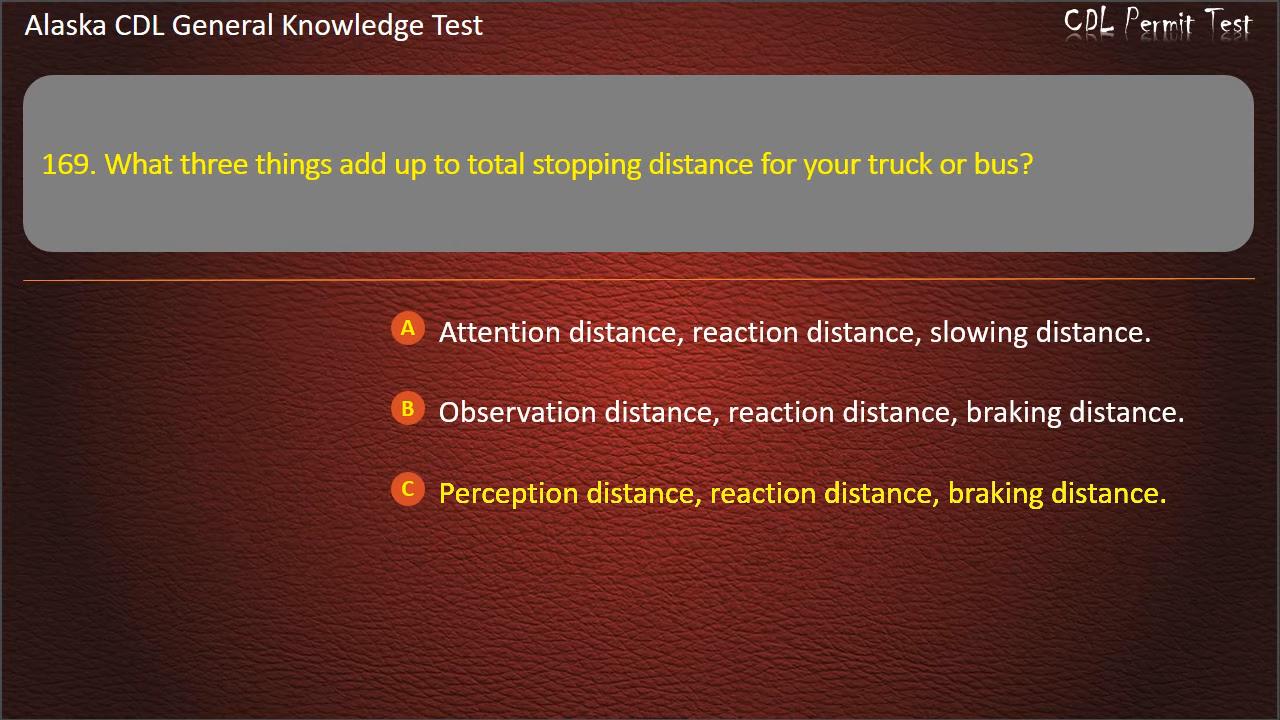 Alaska CDL General Knowledge Test
CDL Permit Test
169. What three things add up to total stopping distance for your truck or bus?
A Attention distance, reaction distance, slowing distance.
B Observation distance, reaction distance, braking distance.
C Perception distance, reaction distance, braking distance.